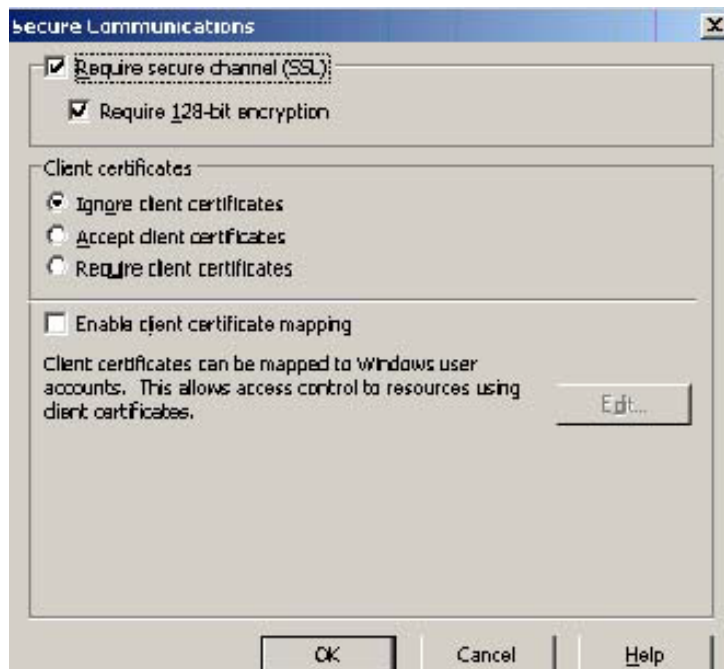 Secure Communications
Require secure channel (SSL)
Require 128-bit encryption
Client certificates
Ignore client certificates
Accept client certificates
Require client certificates
Enable client certificate mapping
Client certificates can be mapped to Windows user
accounts. This allows access control to resources using
client certificates.
Edit...
OK
Cancel
Help